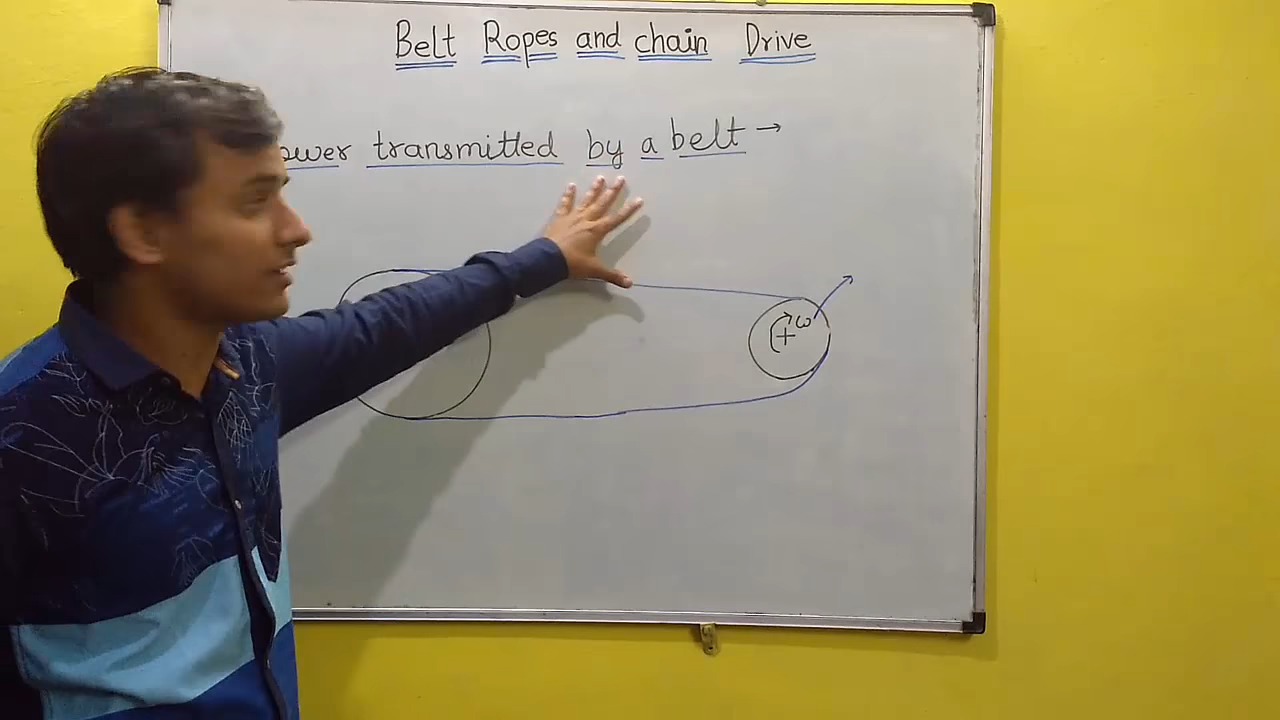 Belt Ropes and chain Drive
ower transmitted by a belt →
ω